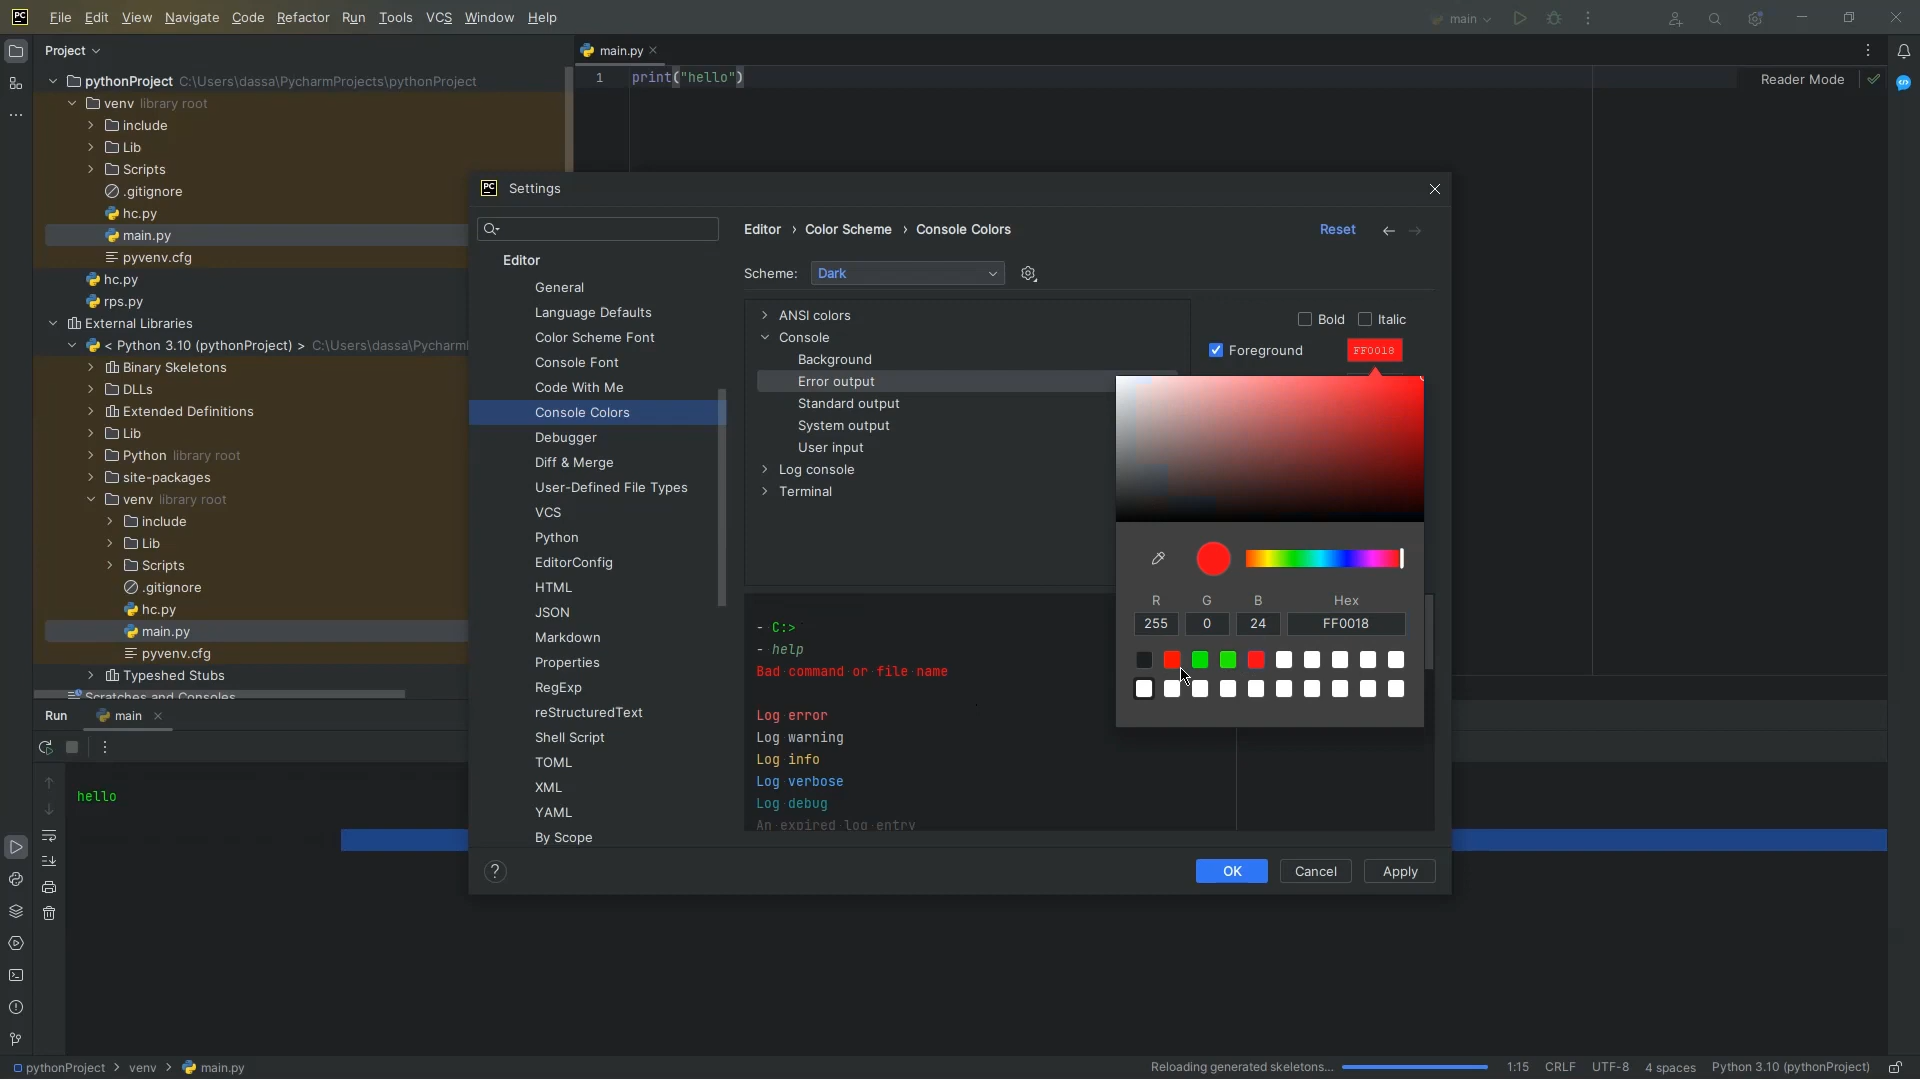 PC File Edit View Navigate Code Refactor Run Tools VCS Window Help main
Project
main.py
pythonProject C:\Users\dassa\PycharmProjects\pythonProject
1 print("hello")
Reader Mode
venv library root
include
Lib
Scripts
.gitignore
hc.py
main.py
pyvenv.cfg
hc.py
rps.py
External Libraries
< Python 3.10 (pythonProject) > C:\Users\dassa\Pycharml
Binary Skeletons
DLLs
Extended Definitions
Lib
Python library root
site-packages
venv library root
include
Lib
Scripts
.gitignore
hc.py
main.py
pyvenv.cfg
Typeshed Stubs
Scratches and Consoles
PC Settings
Editor
General
Language Defaults
Color Scheme Font
Console Font
Code With Me
Console Colors
Debugger
Diff & Merge
User-Defined File Types
VCS
Python
EditorConfig
HTML
JSON
Markdown
Properties
RegExp
reStructuredText
Shell Script
TOML
XML
YAML
By Scope
Editor › Color Scheme › Console Colors
Reset
Scheme: Dark
ANSI colors
Console
Background
Error output
Standard output
System output
User input
Log console
Terminal
Bold Italic
Foreground FF0018
R G B Hex
255 0 24 FF0018
- C:>
- help
Bad command or file name
Log error
Log warning
Log info
Log verbose
Log debug
An expired log entry
? OK Cancel Apply
Run main
hello
pythonProject > venv > main.py
Reloading generated skeletons... 1:15 CRLF UTF-8 4 spaces Python 3.10 (pythonProject)